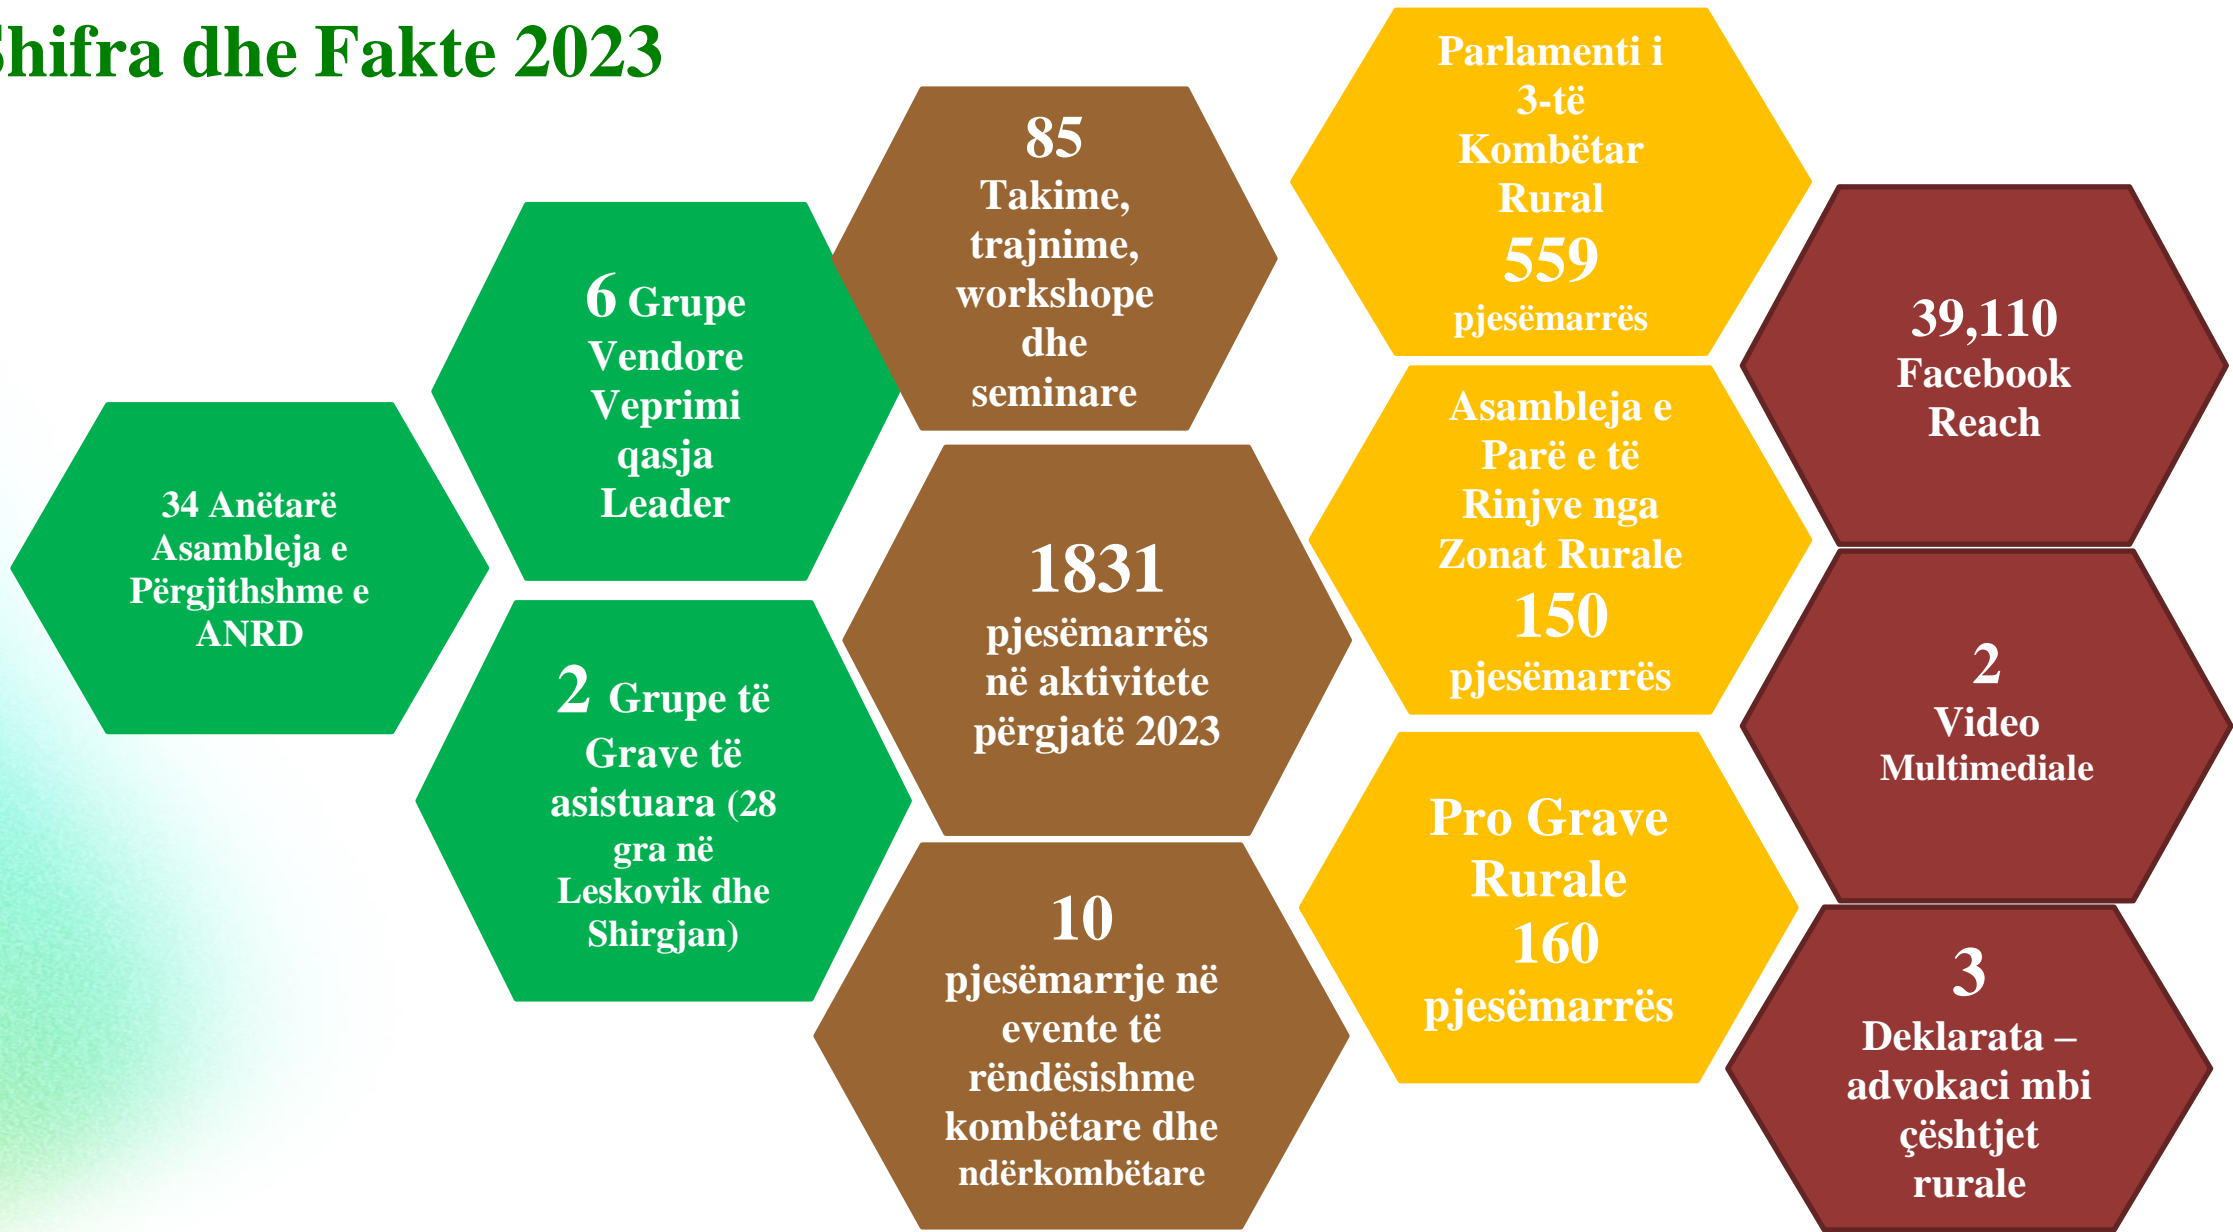 Shifra dhe Fakte 2023
34 Anëtarë
Asambleja e
Përgjithshme e
ANRD
6 Grupe
Vendore
Veprimi
qasja
Leader
2 Grupe të
Grave të
asistuara (28
gra në
Leskovik dhe
Shirgjan)
85
Takime,
trajnime,
workshope
dhe
seminare
1831
pjesëmarrës
në aktivitete
përgjatë 2023
10
pjesëmarrje në
evente të
rëndësishme
kombëtare dhe
ndërkombëtare
Parlamenti i
3-të
Kombëtar
Rural
559
pjesëmarrës
Asambleja e
Parë e të
Rinjve nga
Zonat Rurale
150
pjesëmarrës
Pro Grave
Rurale
160
pjesëmarrës
39,110
Facebook
Reach
2
Video
Multimediale
3
Deklarata –
advokaci mbi
çështjet
rurale